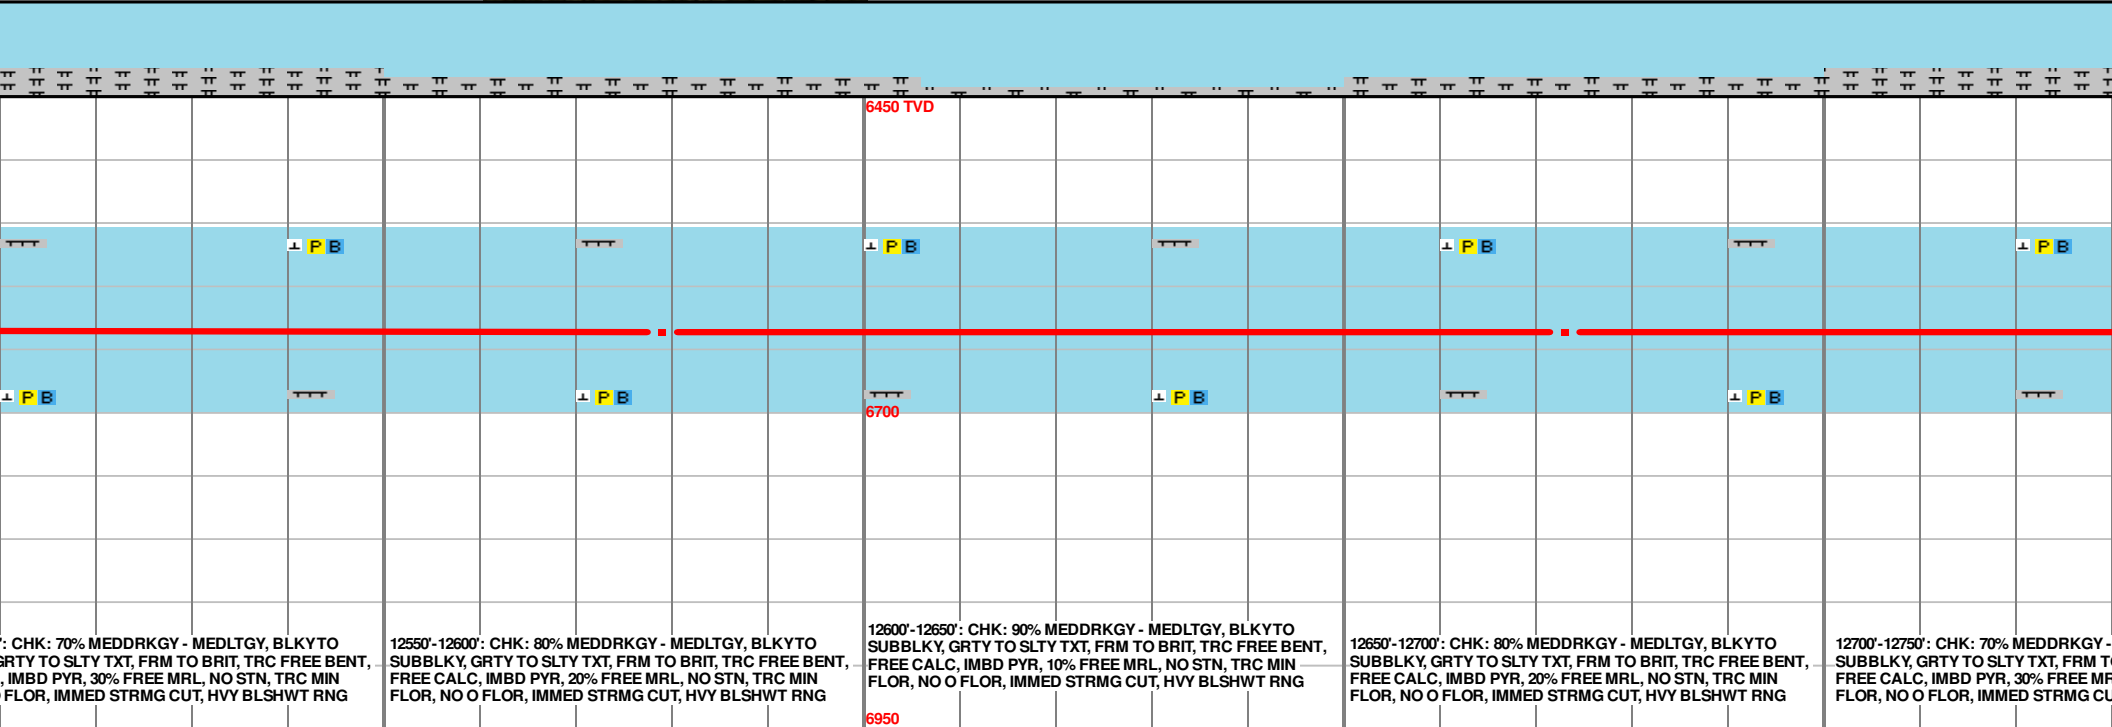 6450 TVD
P B
P B
P B
P B
P B
P B
P B
P B
6700
': CHK: 70% MEDDRKGY - MEDLTGY, BLKYTO
GRTY TO SLTY TXT, FRM TO BRIT, TRC FREE BENT,
, IMBD PYR, 30% FREE MRL, NO STN, TRC MIN
O FLOR, IMMED STRMG CUT, HVY BLSHWT RNG
12550'-12600': CHK: 80% MEDDRKGY - MEDLTGY, BLKYTO
SUBBLKY, GRTY TO SLTY TXT, FRM TO BRIT, TRC FREE BENT,
FREE CALC, IMBD PYR, 20% FREE MRL, NO STN, TRC MIN
FLOR, NO O FLOR, IMMED STRMG CUT, HVY BLSHWT RNG
12600'-12650': CHK: 90% MEDDRKGY - MEDLTGY, BLKYTO
SUBBLKY, GRTY TO SLTY TXT, FRM TO BRIT, TRC FREE BENT,
FREE CALC, IMBD PYR, 10% FREE MRL, NO STN, TRC MIN
FLOR, NO O FLOR, IMMED STRMG CUT, HVY BLSHWT RNG
12650'-12700': CHK: 80% MEDDRKGY - MEDLTGY, BLKYTO
SUBBLKY, GRTY TO SLTY TXT, FRM TO BRIT, TRC FREE BENT,
FREE CALC, IMBD PYR, 20% FREE MRL, NO STN, TRC MIN
FLOR, NO O FLOR, IMMED STRMG CUT, HVY BLSHWT RNG
12700'-12750': CHK: 70% MEDDRKGY -
SUBBLKY, GRTY TO SLTY TXT, FRM T
FREE CALC, IMBD PYR, 30% FREE MR
FLOR, NO O FLOR, IMMED STRMG CU
6950